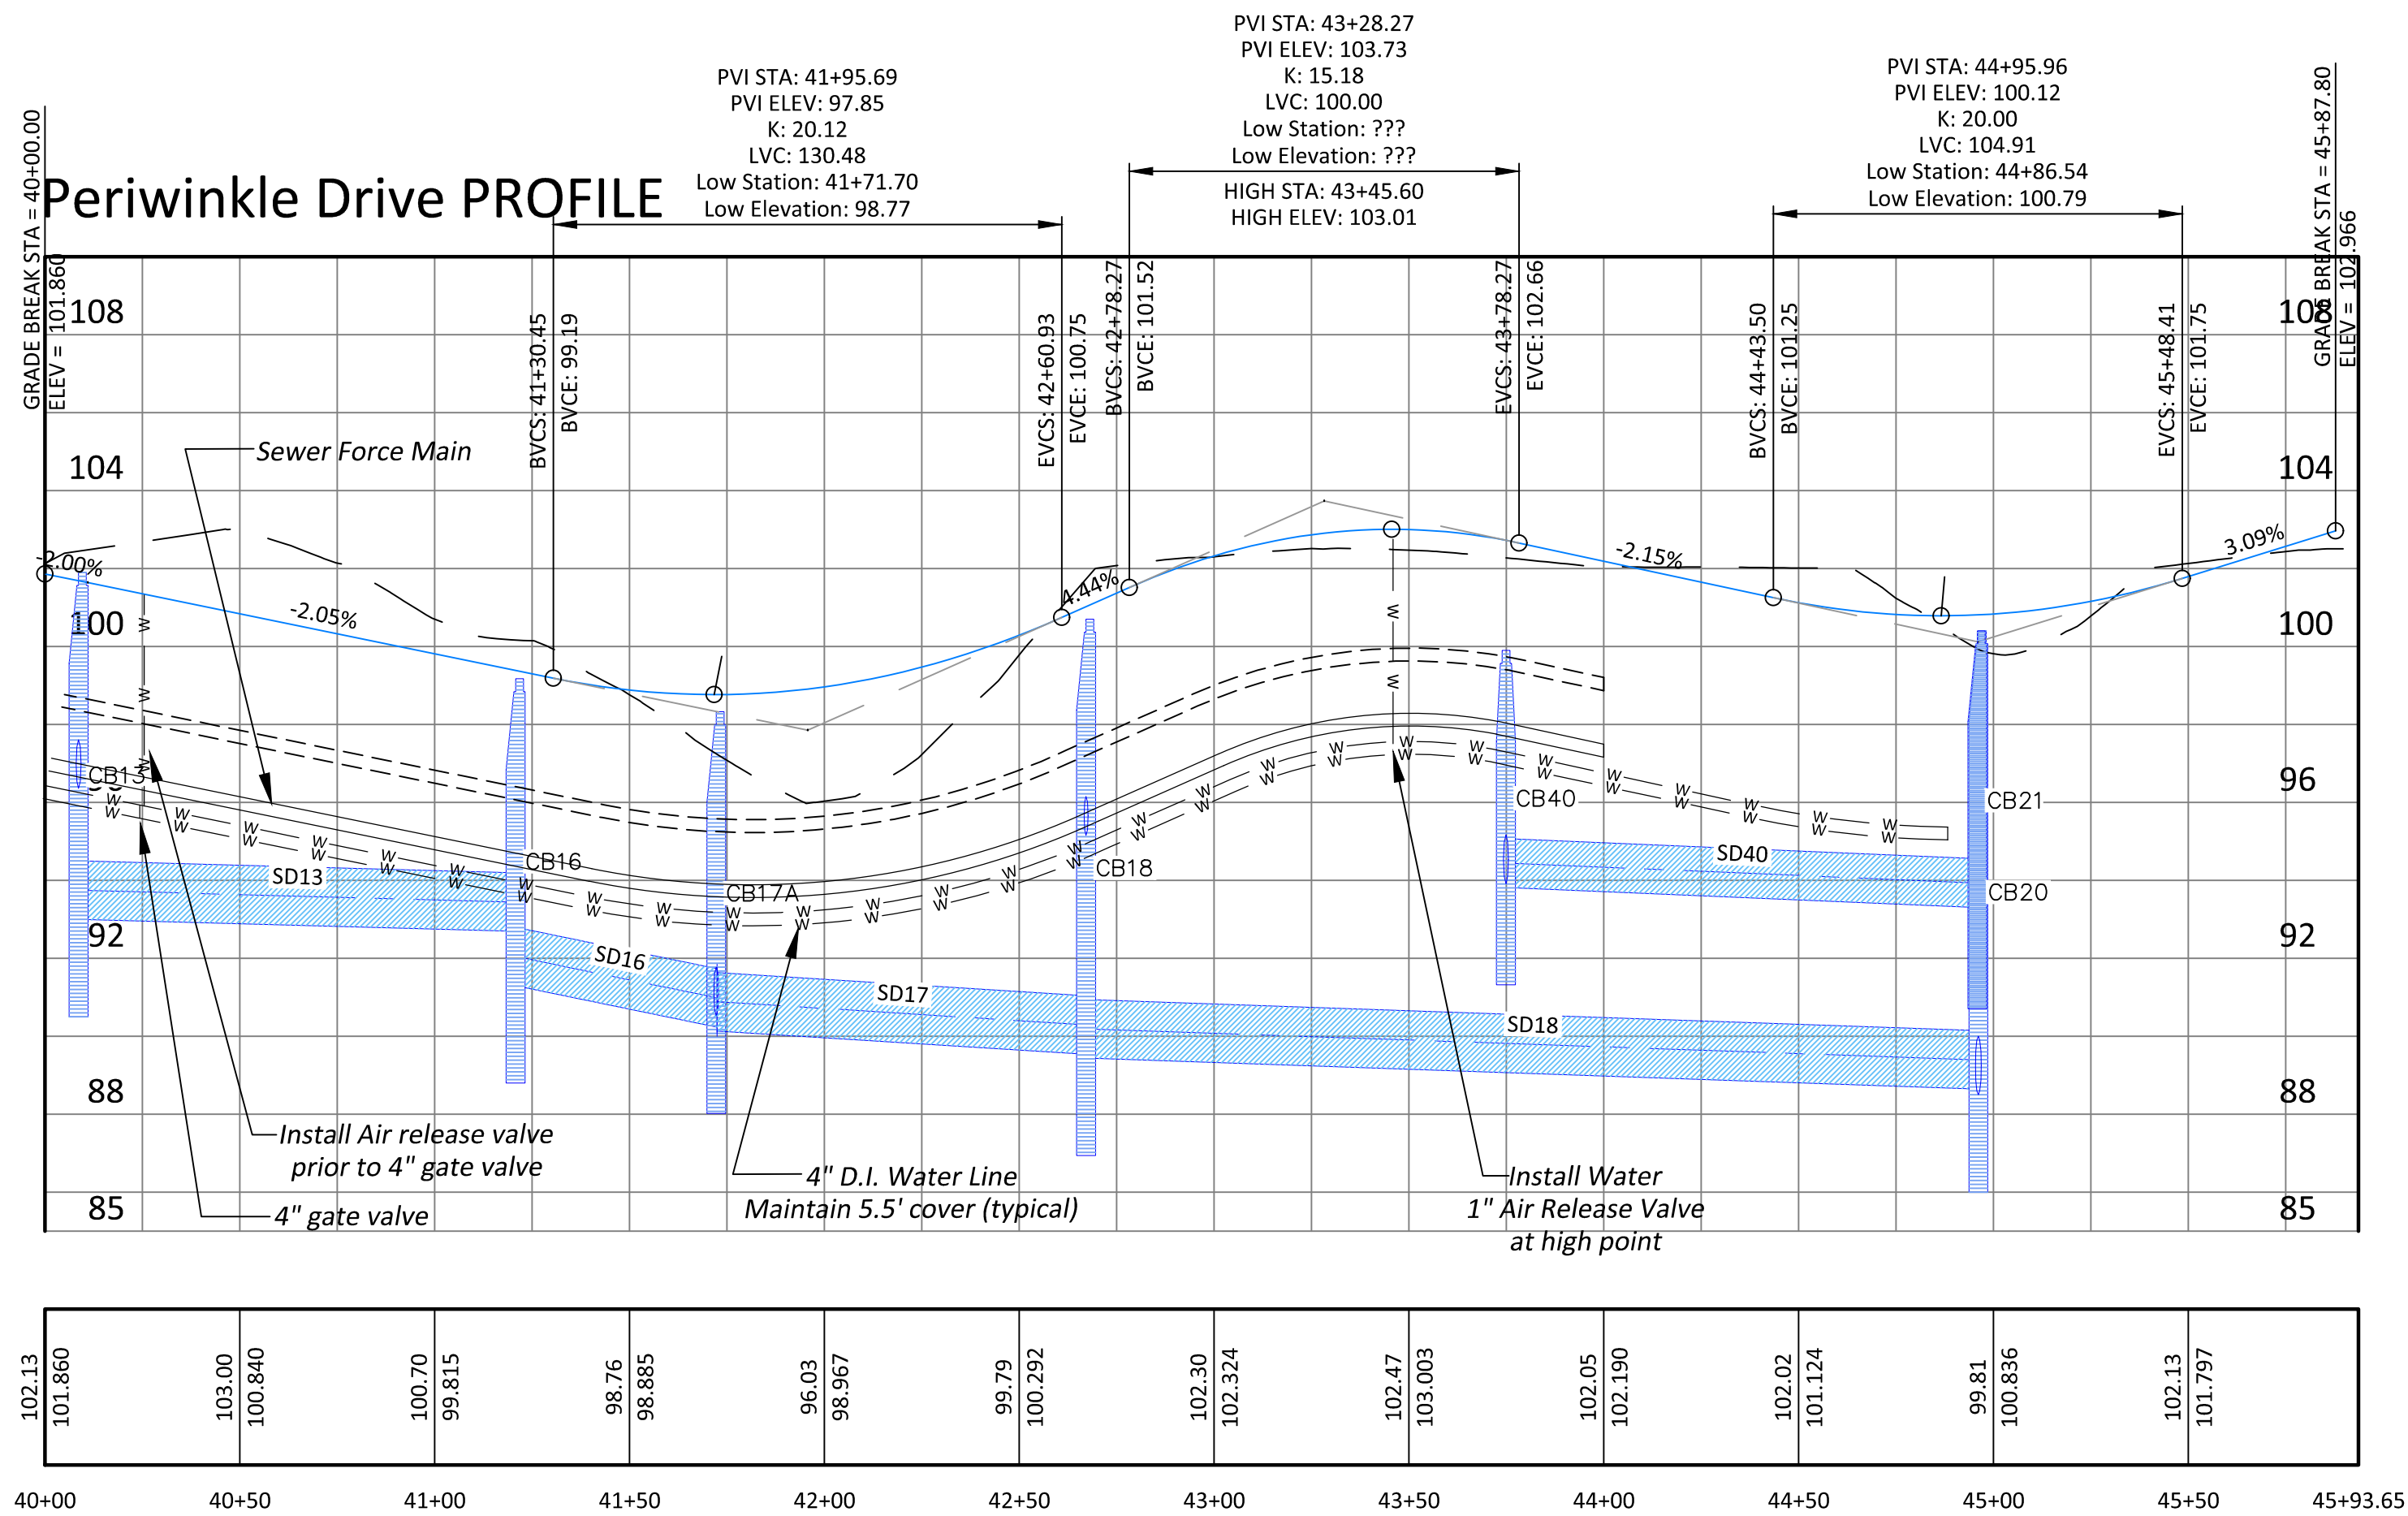 PVI STA: 43+28.27
PVI ELEV: 103.73
K: 15.18
LVC: 100.00
Low Station: ???
Low Elevation: ???
HIGH STA: 43+45.60
HIGH ELEV: 103.01
PVI STA: 41+95.69
PVI ELEV: 97.85
K: 20.12
LVC: 130.48
Low Station: 41+71.70
Low Elevation: 98.77
PVI STA: 44+95.96
PVI ELEV: 100.12
K: 20.00
LVC: 104.91
Low Station: 44+86.54
Low Elevation: 100.79
Periwinkle Drive PROFILE
GRADE BREAK STA = 40+00.00
ELEV = 101.860
BVCS: 41+30.45
BVCE: 99.19
EVCS: 42+60.93
EVCE: 100.75
BVCS: 42+78.27
BVCE: 101.52
EVCS: 43+78.27
EVCE: 102.66
BVCS: 44+43.50
BVCE: 101.25
EVCS: 45+48.41
EVCE: 101.75
GRADE BREAK STA = 45+87.80
ELEV = 102.966
108
108
104
104
Sewer Force Main
-2.00%
-2.05%
4.44%
-2.15%
3.09%
100
100
W
W
W
W
W
96
96
CB13
CB40
CB21
CB16
CB18
CB17A
CB20
SD13
SD40
92
92
SD16
SD17
SD18
88
88
Install Air release valve
prior to 4" gate valve
4" gate valve
4" D.I. Water Line
Maintain 5.5' cover (typical)
Install Water
1" Air Release Valve
at high point
85
85
102.13
101.860
103.00
100.840
100.70
99.815
98.76
98.885
96.03
98.967
99.79
100.292
102.30
102.324
102.47
103.003
102.05
102.190
102.02
101.124
99.81
100.836
102.13
101.797
40+00 40+50 41+00 41+50 42+00 42+50 43+00 43+50 44+00 44+50 45+00 45+50 45+93.65